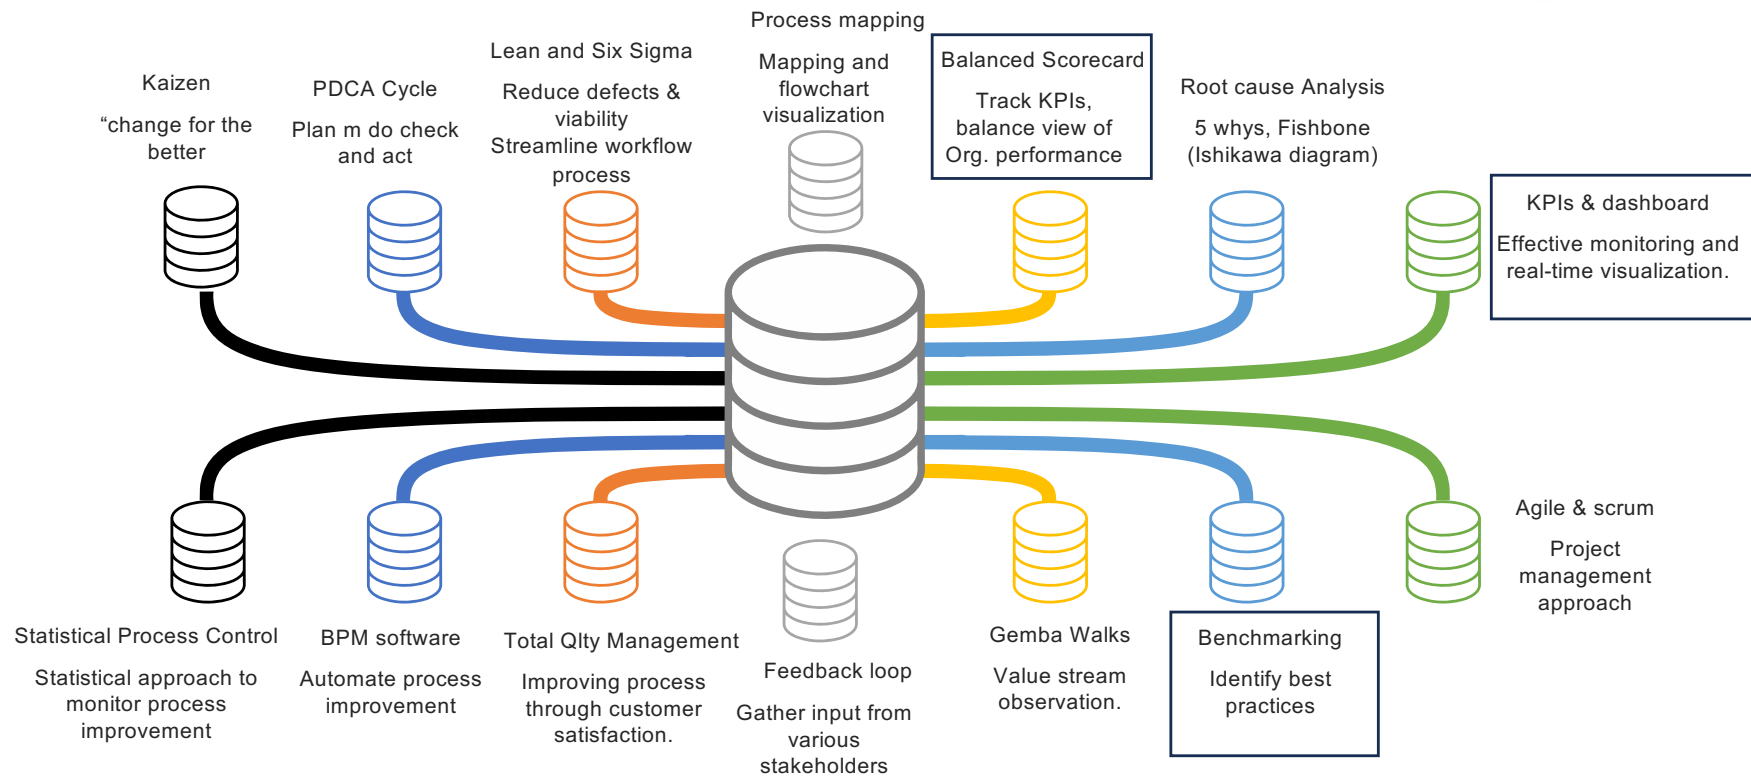 Process mapping
Mapping and
flowchart
visualization
Lean and Six Sigma
Reduce defects &
viability
Streamline workflow
process
Balanced Scorecard
Track KPIs,
balance view of
Org. performance
Kaizen
“change for the
better
PDCA Cycle
Plan m do check
and act
Root cause Analysis
5 whys, Fishbone
(Ishikawa diagram)
KPIs & dashboard
Effective monitoring and
real-time visualization.
Agile & scrum
Project
management
approach
Statistical Process Control
Statistical approach to
monitor process
improvement
BPM software
Automate process
improvement
Total Qlty Management
Improving process
through customer
satisfaction.
Feedback loop
Gather input from
various
stakeholders
Gemba Walks
Value stream
observation.
Benchmarking
Identify best
practices